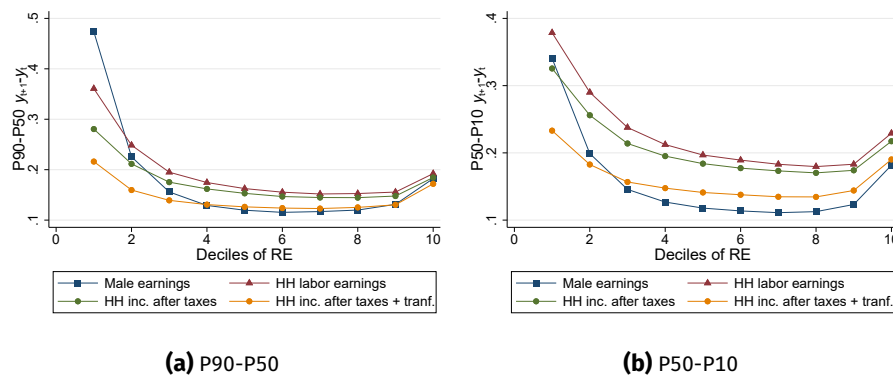 .5
.4
.3
.2
.1
P90-P50 yt+1-yt
0 2 4 6 8 10
Deciles of RE
Male earnings HH labor earnings
HH inc. after taxes HH inc. after taxes + tranf.
(a) P90-P50
.4
.3
.2
.1
P50-P10 yt+1-yt
0 2 4 6 8 10
Deciles of RE
Male earnings HH labor earnings
HH inc. after taxes HH inc. after taxes + tranf.
(b) P50-P10